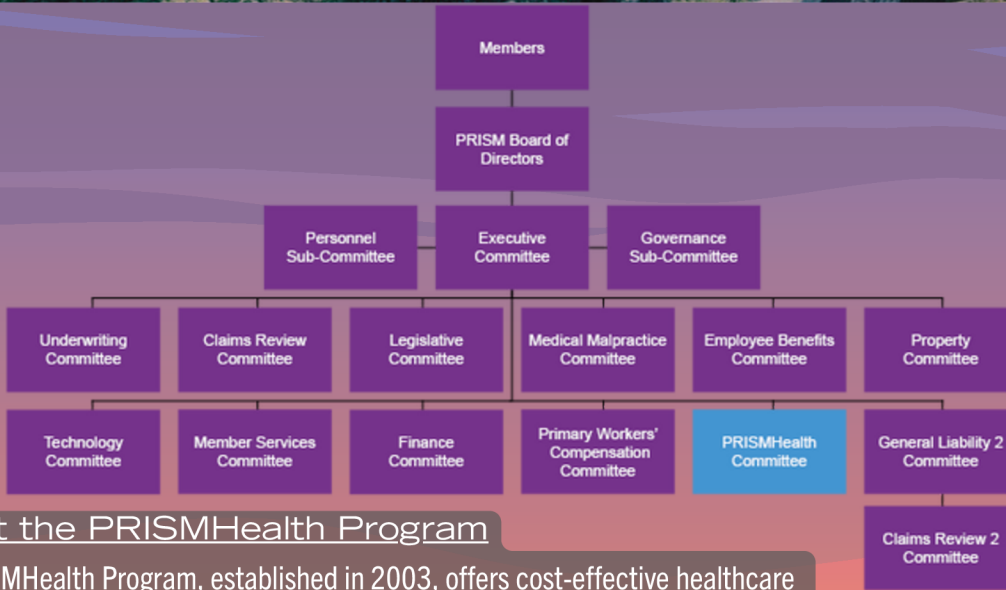 Members
PRISM Board of
Directors
Personnel
Sub-Committee
Executive
Committee
Governance
Sub-Committee
Underwriting
Committee
Claims Review
Committee
Legislative
Committee
Medical Malpractice
Committee
Employee Benefits
Committee
Property
Committee
Technology
Committee
Member Services
Committee
Finance
Committee
Primary Workers'
Compensation
Committee
PRISMHealth
Committee
General Liability 2
Committee
Claims Review 2
Committee
t the PRISMHealth Program
MHealth Program, established in 2003, offers cost-effective healthcare